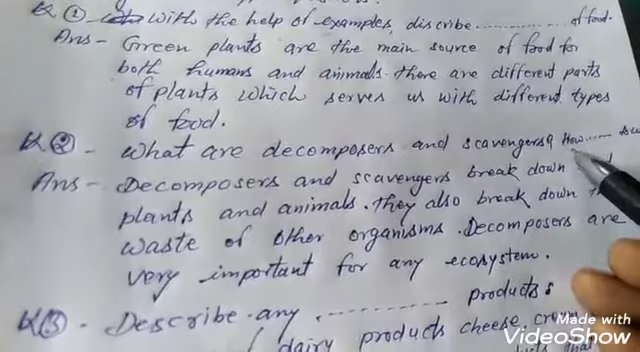 Q① - With the help of examples, discribe ............ of food.
Ans - Green plants are the main source of food for
both humans and animals. there are different parts
of plants which serves us with different types
of food.
Q② - What are decomposers and scavengers? How......
Ans - Decomposers and scavengers break down
plants and animals. they also break down
waste of other organisms. Decomposers are
very important for any ecosystem.
Q③ - Describe any .......... products:
dairy products cheese,
Made with
VideoShow